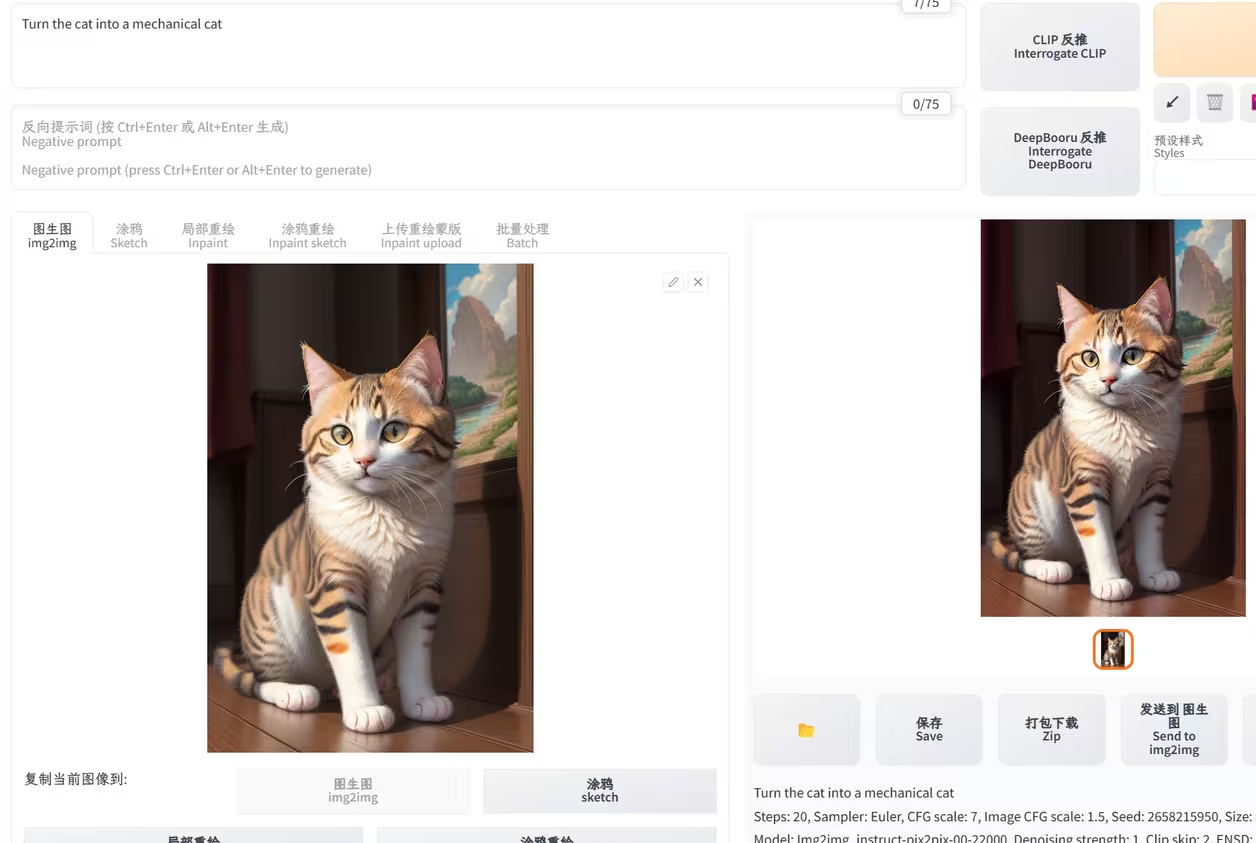 Turn the cat into a mechanical cat
7/75
CLIP 反推
Interrogate CLIP
0/75
反向提示词 (按 Ctrl+Enter 或 Alt+Enter 生成)
Negative prompt
Negative prompt (press Ctrl+Enter or Alt+Enter to generate)
DeepBooru 反推
Interrogate
DeepBooru
预设样式
Styles
图生图
img2img
涂鸦
Sketch
局部重绘
Inpaint
涂鸦重绘
Inpaint sketch
上传重绘蒙版
Inpaint upload
批量处理
Batch
复制当前图像到:
图生图
img2img
涂鸦
sketch
局部重绘
涂鸦重绘
保存
Save
打包下载
Zip
发送到 图生
图
Send to
img2img
Turn the cat into a mechanical cat
Steps: 20, Sampler: Euler, CFG scale: 7, Image CFG scale: 1.5, Seed: 2658215950, Size:
Model: Img2img_instruct-pix2pix-00-22000, Denoising strength: 1, Clip skip: 2, ENSD: